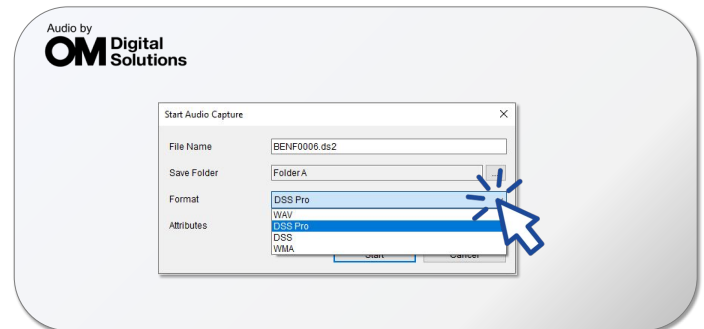 Audio by
OM Digital
Solutions
Start Audio Capture
File Name
BENF0006.ds2
Save Folder
Folder A
...
Format
DSS Pro
Attributes
WAV
DSS Pro
DSS
WMA
Start
Cancel